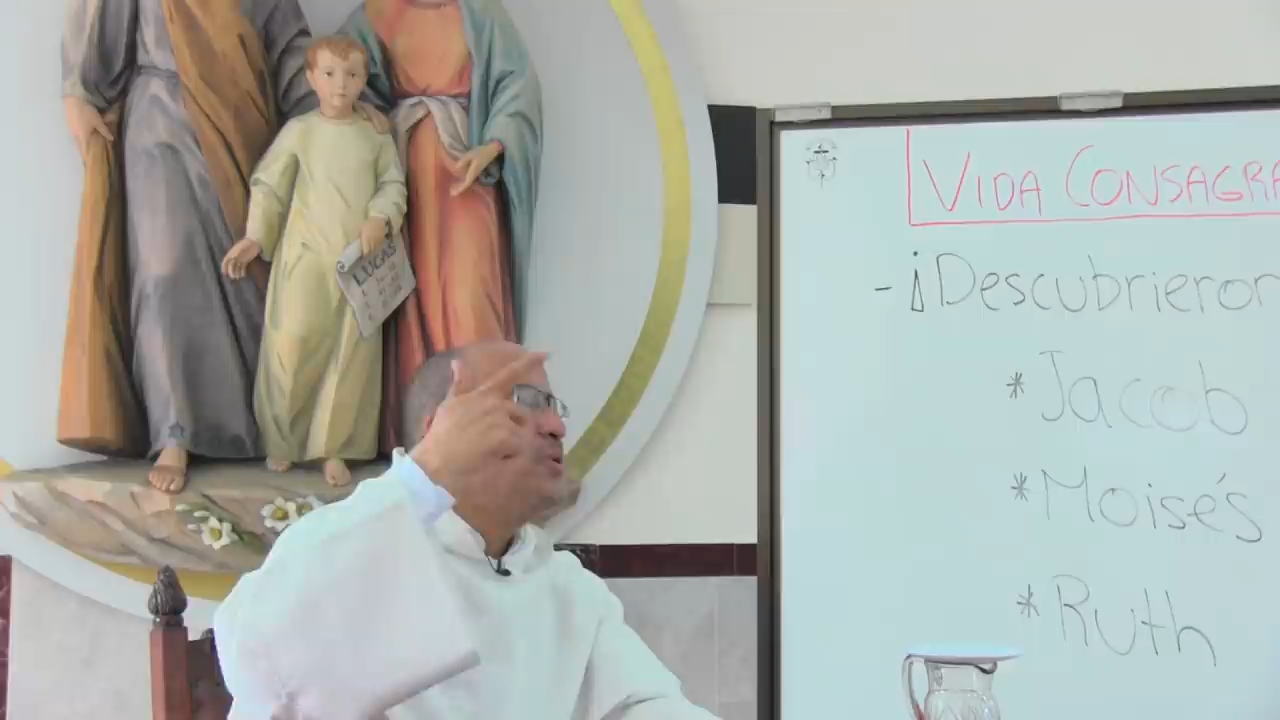 LUCAS
VIDA CONSAGRA
- ¡Descubrieron
* Jacob
* Moisés
* Ruth